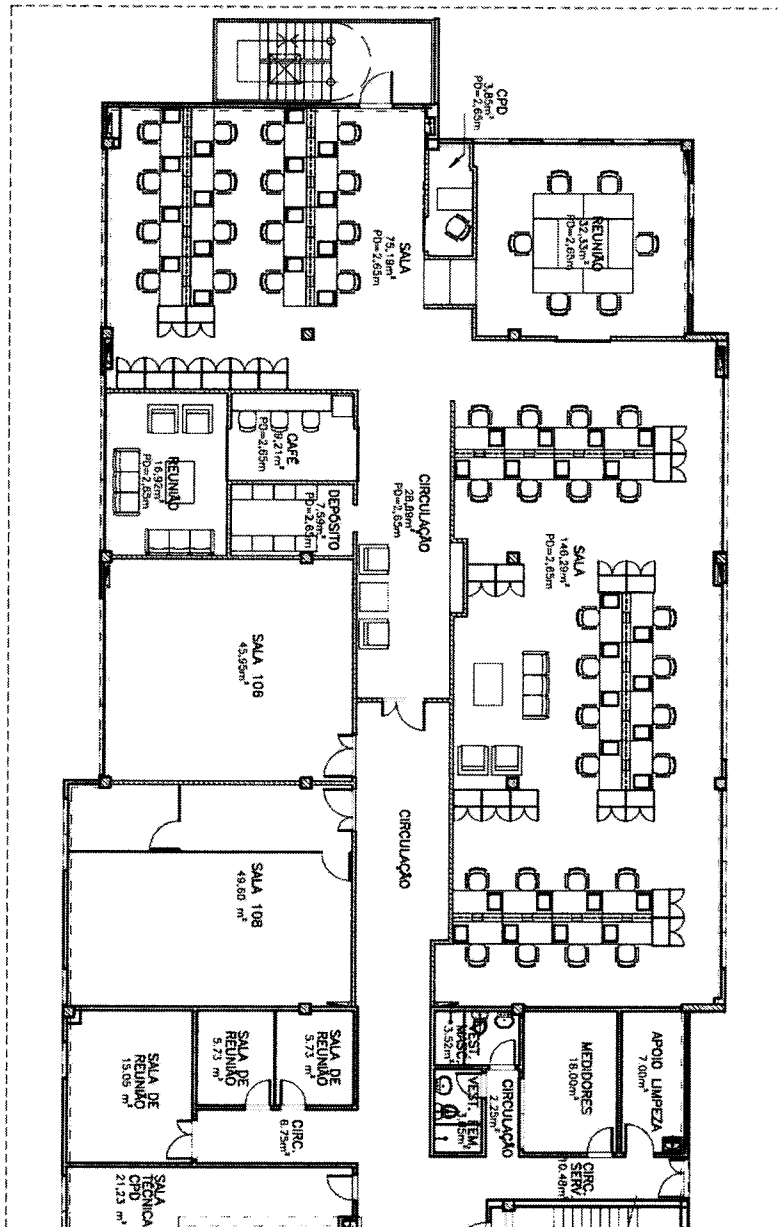 CPD
3,85m²
PD=2,65m
REUNIÃO
32,33m²
PD=2,65m
SALA
75,19m²
PD=2,65m
CAFÉ
9,21m²
PD=2,65m
REUNIÃO
16,92m²
PD=2,65m
DEPÓSITO
7,59m²
PD=2,65m
CIRCULAÇÃO
28,89m²
PD=2,65m
SALA
146,29m²
PD=2,65m
SALA 106
45,95m²
CIRCULAÇÃO
SALA 108
49,60 m²
SALA DE
REUNIÃO
15,05 m²
SALA DE
REUNIÃO
5,73 m²
SALA DE
REUNIÃO
5,73 m²
CIRC.
6,75m²
VEST.
MASC.
3,52m²
VEST. FEM.
CIRCULAÇÃO
2,25m²
MEDIDORES
18,00m²
APOIO LIMPEZA
7,00m²
CIRC.
SERV.
10,48m²
SALA
TÉCNICA
CPD
21,23 m²